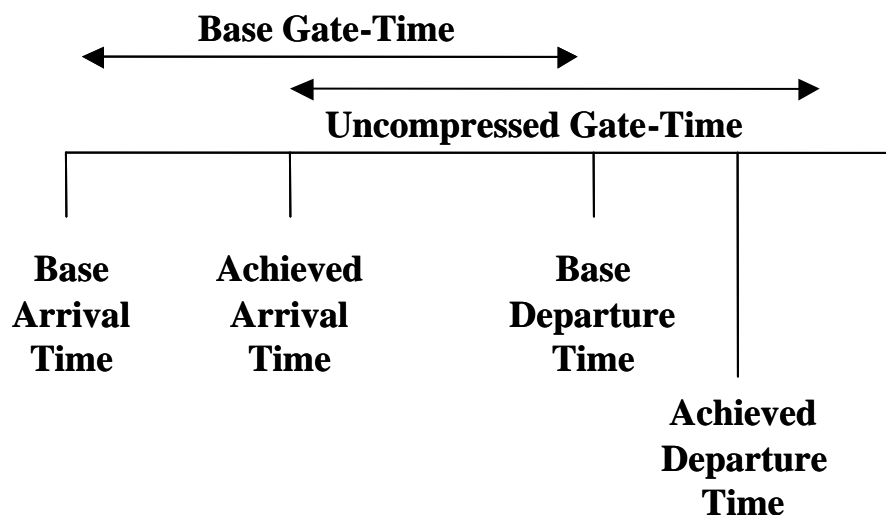 Base Gate-Time
Uncompressed Gate-Time
Base
Arrival
Time
Achieved
Arrival
Time
Base
Departure
Time
Achieved
Departure
Time